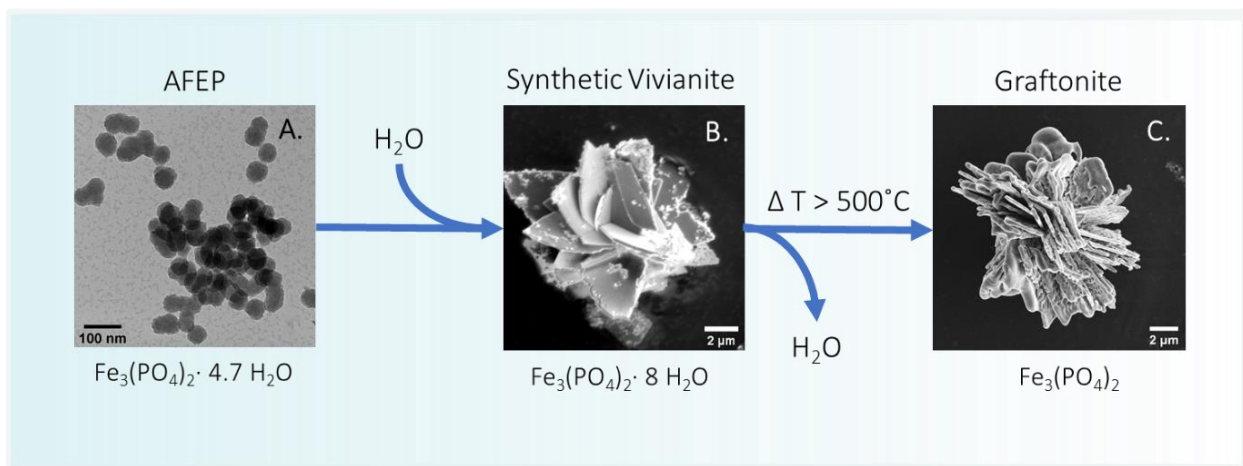 AFEP
Synthetic Vivianite
Graftonite
A.
B.
C.
H₂O
Δ T > 500˚C
H₂O
100 nm
2 µm
2 µm
Fe₃(PO₄)₂· 4.7 H₂O
Fe₃(PO₄)₂· 8 H₂O
Fe₃(PO₄)₂